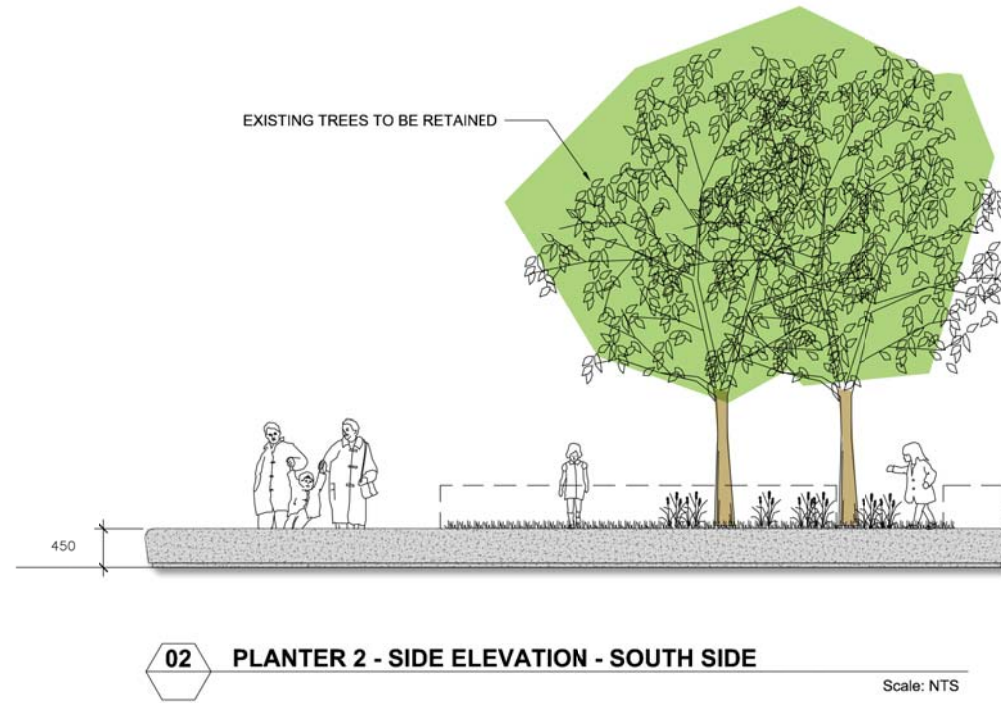 EXISTING TREES TO BE RETAINED
450
02 PLANTER 2 - SIDE ELEVATION - SOUTH SIDE
Scale: NTS